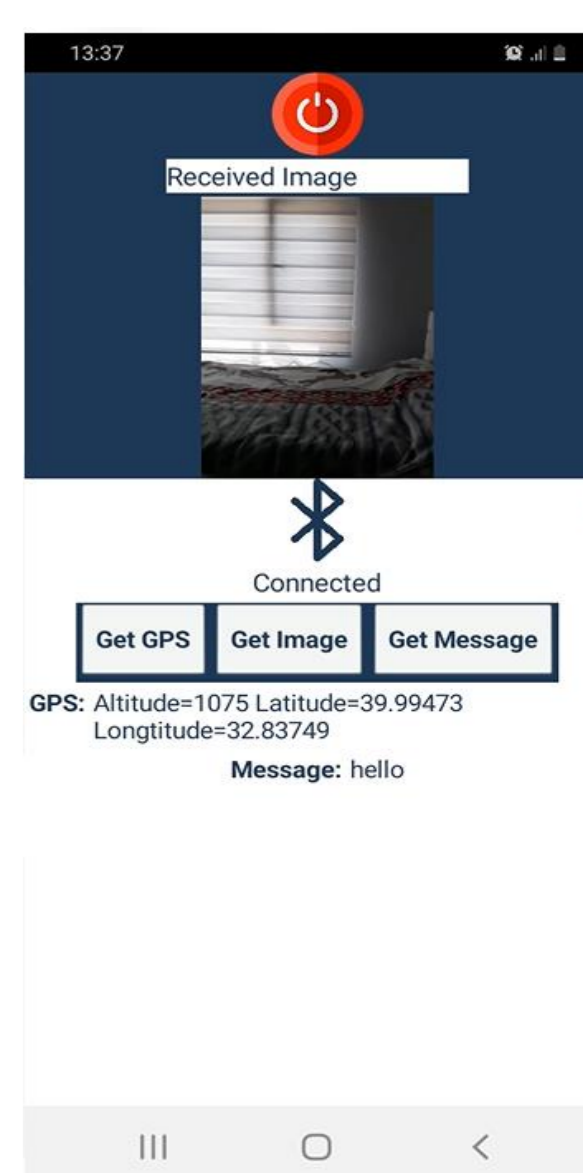 13:37
Received Image
Connected
Get GPS Get Image Get Message
GPS: Altitude=1075 Latitude=39.99473
Longtitude=32.83749
Message: hello